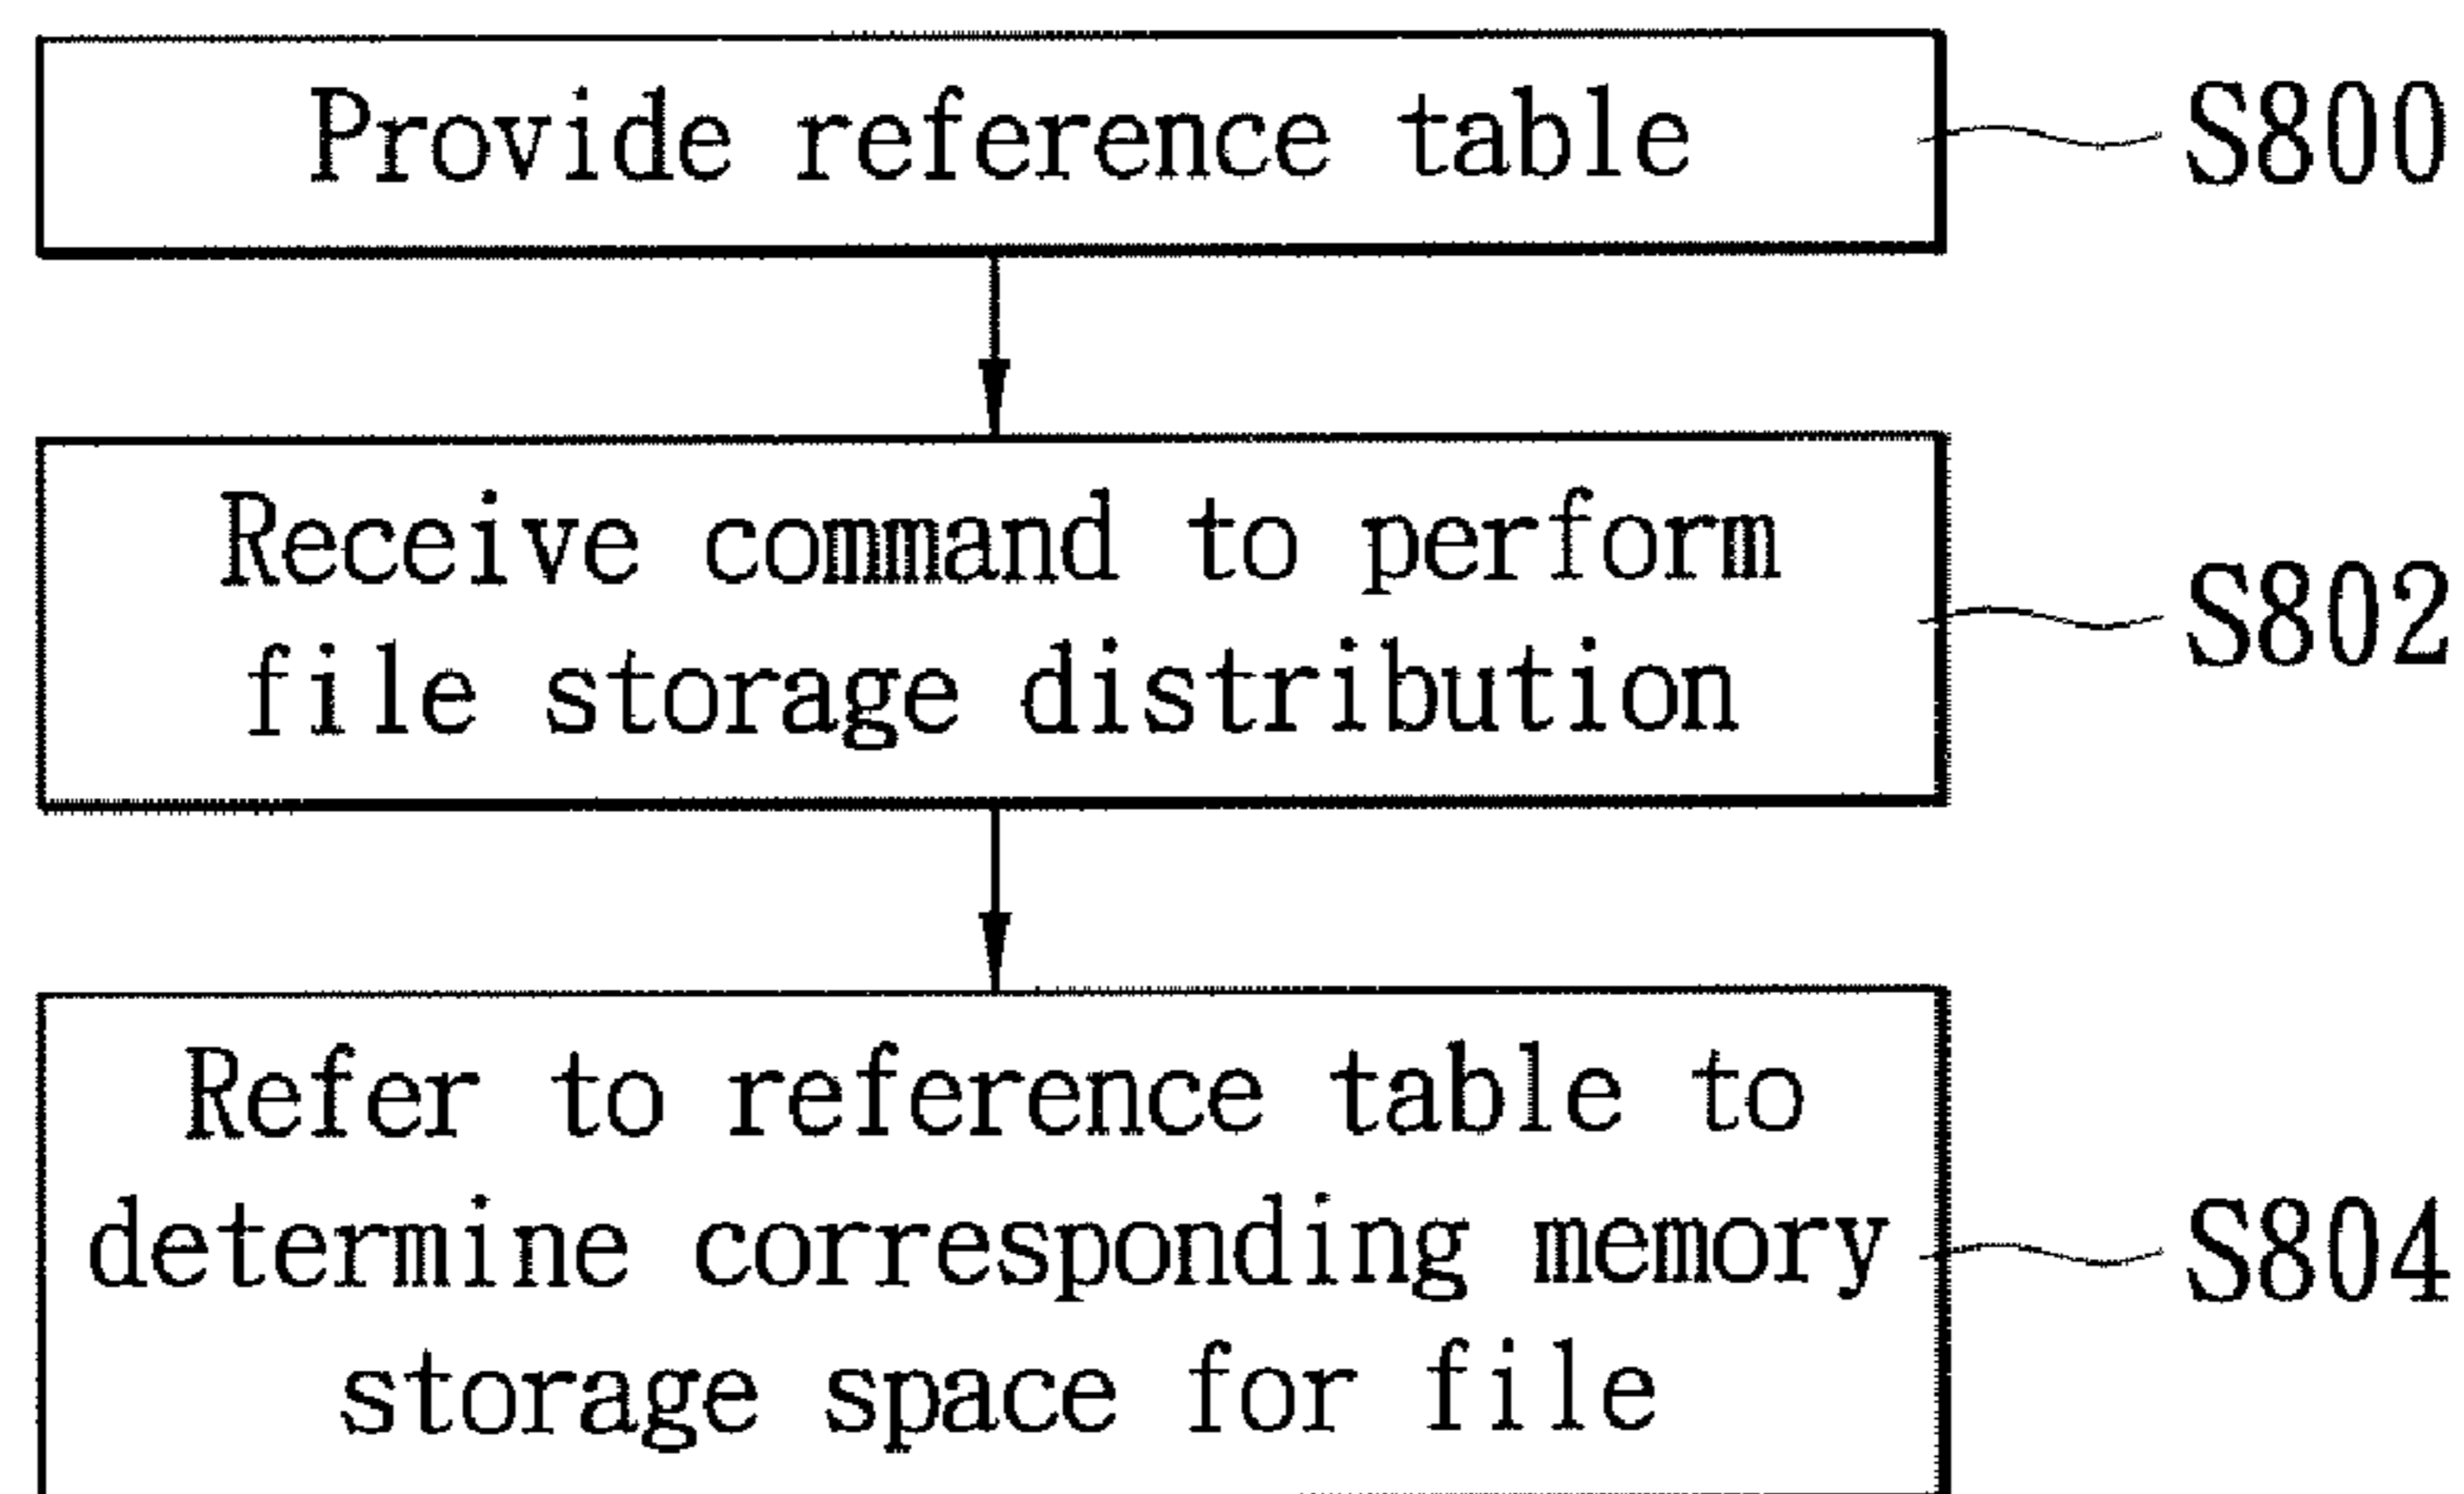 Provide reference table
S800
Receive command to perform
file storage distribution
S802
Refer to reference table to
determine corresponding memory
storage space for file
S804